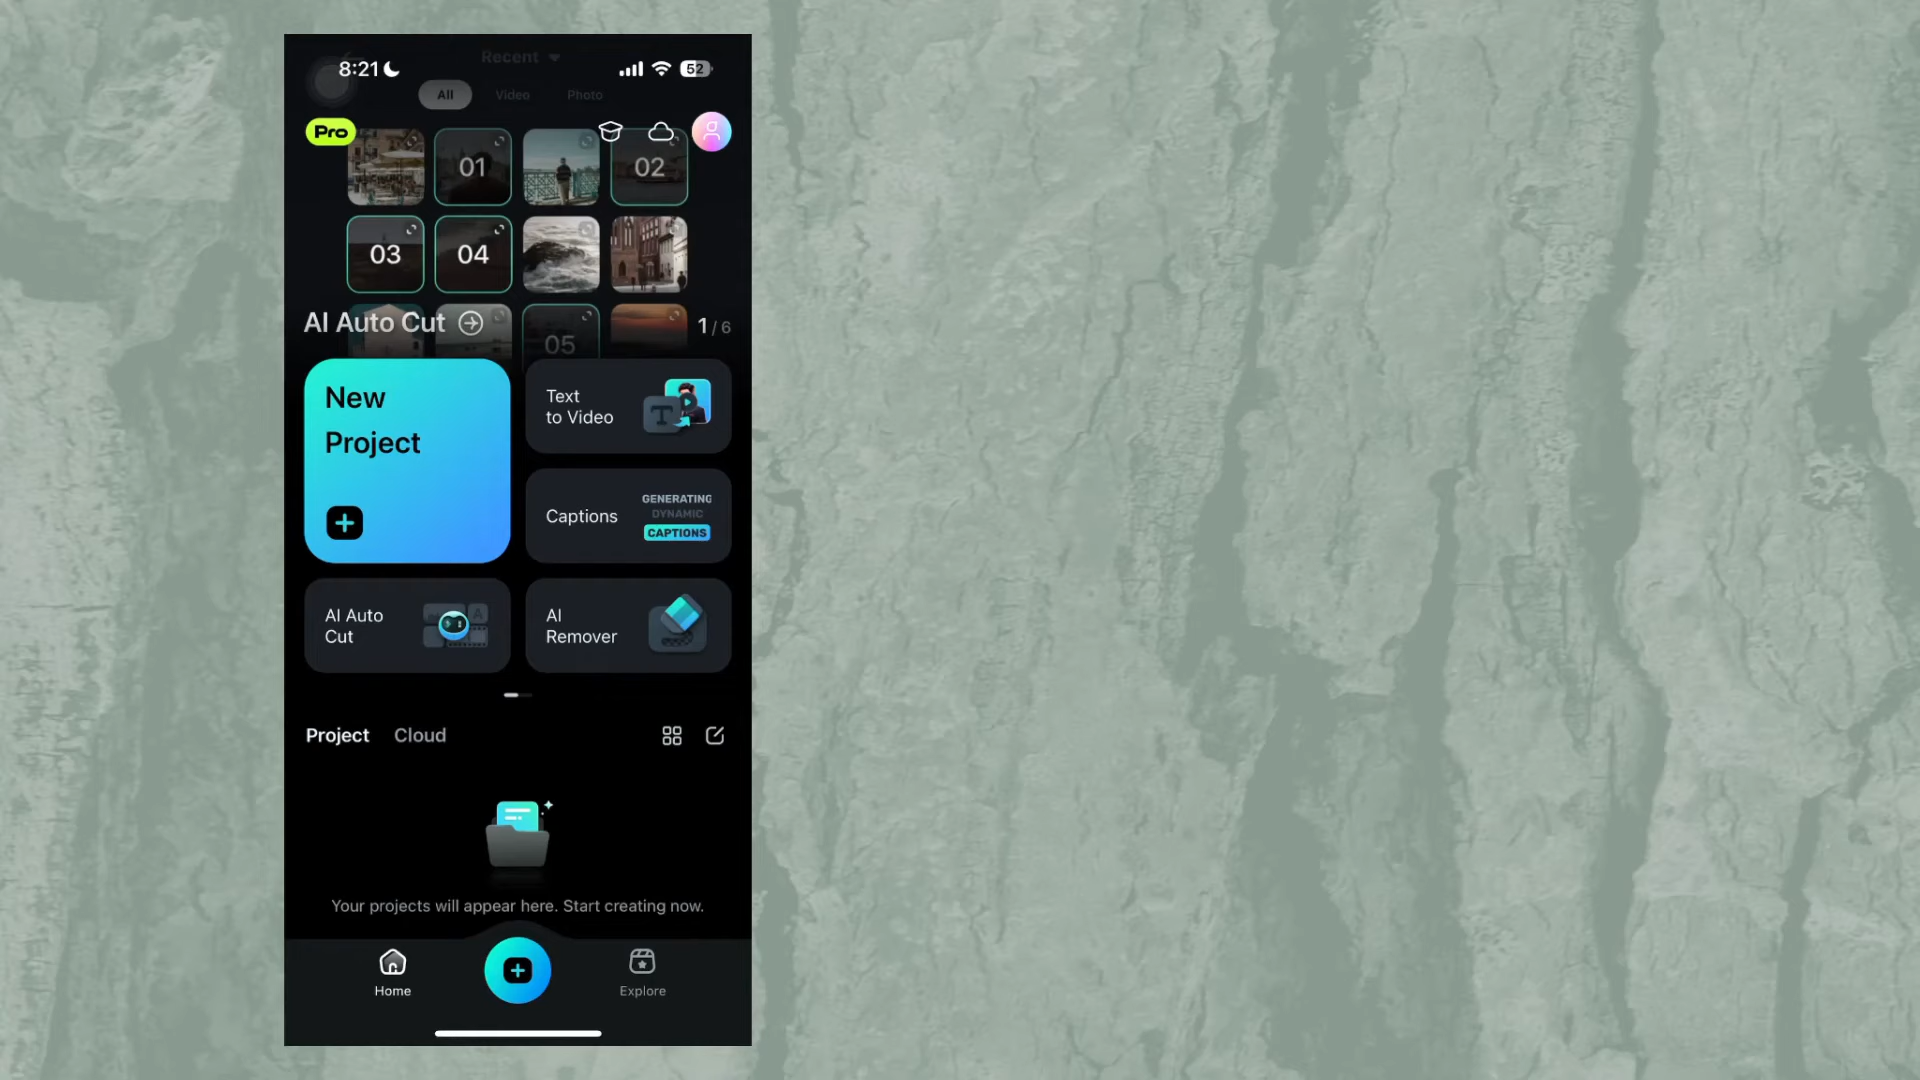 Recent
8:21
52
All Video Photo
Pro
01
02
03
04
05
AI Auto Cut
1 / 6
New
Project
Text
to Video
T
Captions
GENERATING
DYNAMIC
CAPTIONS
AI Auto
Cut
AI
Remover
Project Cloud
Your projects will appear here. Start creating now.
Home
Explore